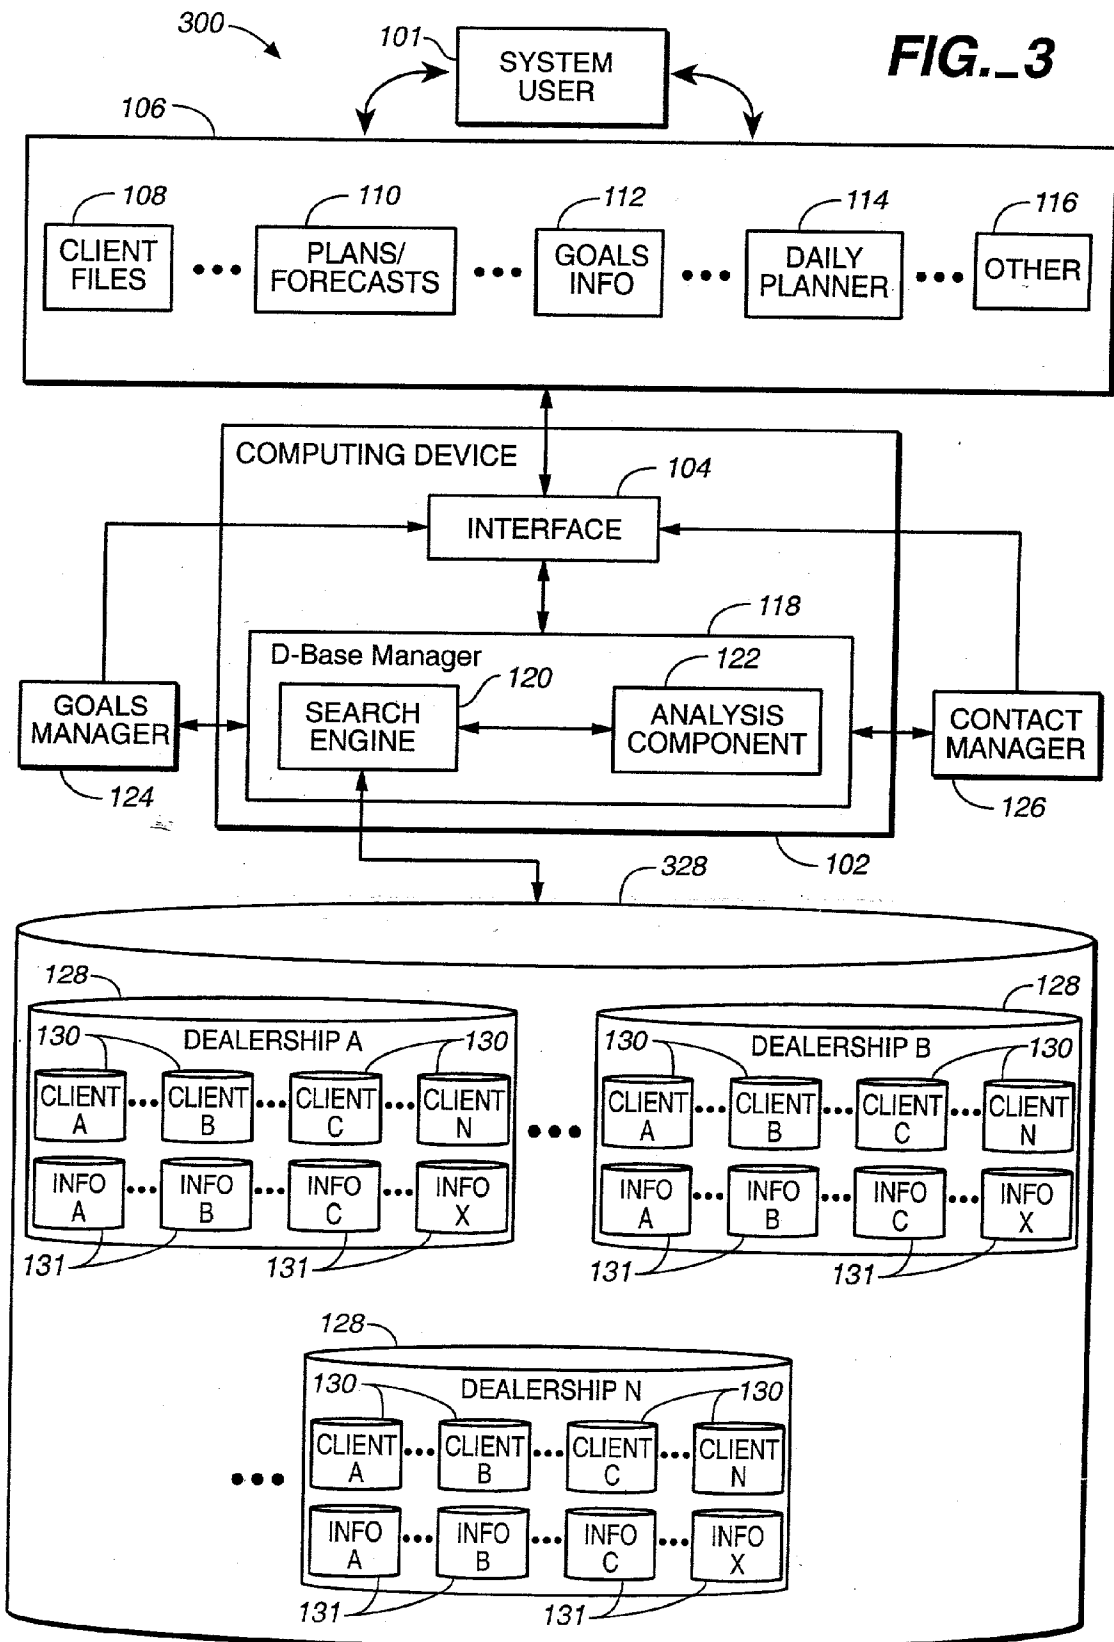 300
101
SYSTEM
USER
FIG._3
106
108
CLIENT
FILES
110
PLANS/
FORECASTS
112
GOALS
INFO
114
DAILY
PLANNER
116
OTHER
COMPUTING DEVICE
104
INTERFACE
118
D-Base Manager
120
SEARCH
ENGINE
122
ANALYSIS
COMPONENT
GOALS
MANAGER
124
CONTACT
MANAGER
126
102
328
128
DEALERSHIP A
130
130
CLIENT
A
CLIENT
B
CLIENT
C
CLIENT
N
INFO
A
INFO
B
INFO
C
INFO
X
131
131
128
DEALERSHIP B
130
130
CLIENT
A
CLIENT
B
CLIENT
C
CLIENT
N
INFO
A
INFO
B
INFO
C
INFO
X
131
131
128
DEALERSHIP N
130
130
CLIENT
A
CLIENT
B
CLIENT
C
CLIENT
N
INFO
A
INFO
B
INFO
C
INFO
X
131
131